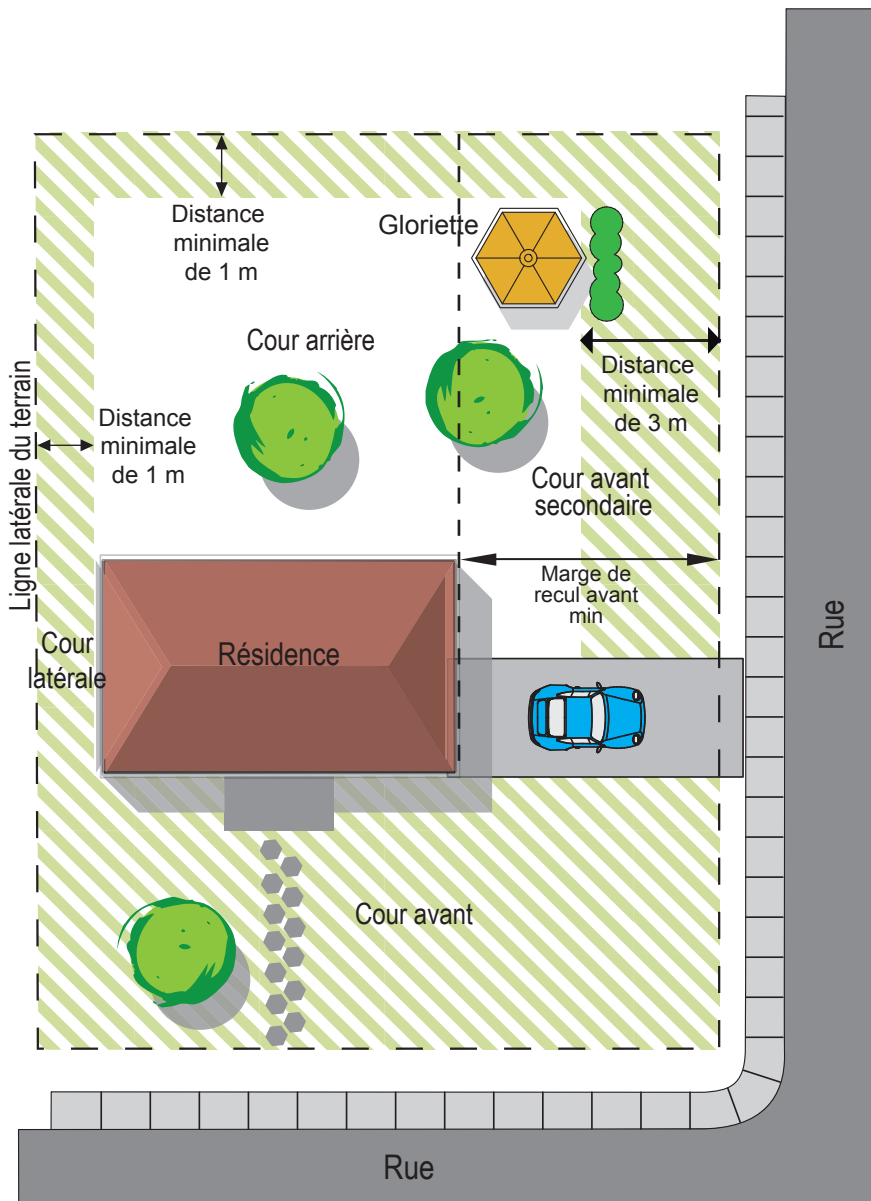 Distance
minimale
de 1 m
Gloriette
Cour arrière
Distance
minimale
de 3 m
Ligne latérale du terrain
Distance
minimale
de 1 m
Cour avant
secondaire
Marge de
recul avant
min
Cour
latérale
Résidence
Rue
Cour avant
Rue